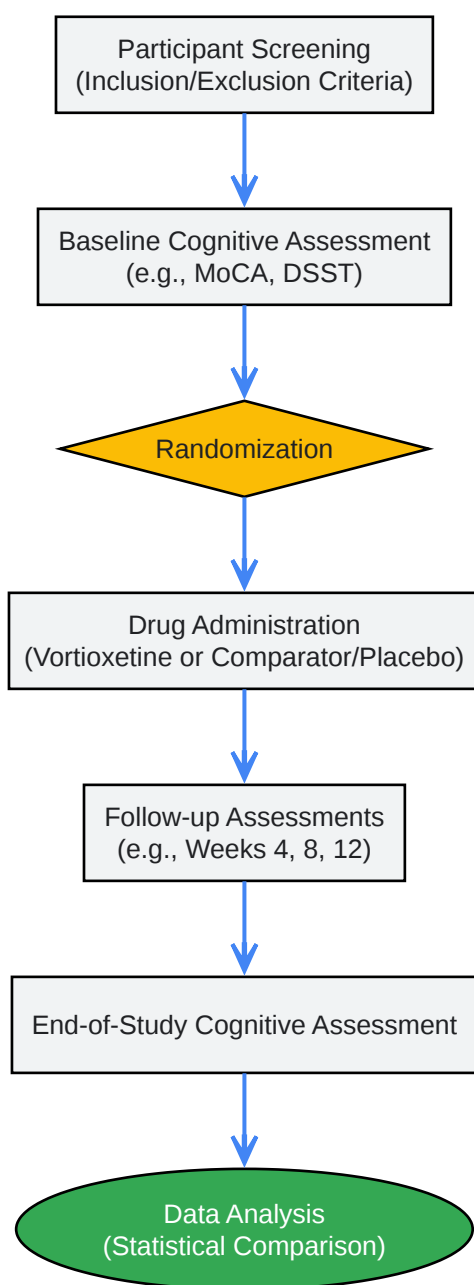 Participant Screening
(Inclusion/Exclusion Criteria)
Baseline Cognitive Assessment
(e.g., MoCA, DSST)
Randomization
Drug Administration
(Vortioxetine or Comparator/Placebo)
Follow-up Assessments
(e.g., Weeks 4, 8, 12)
End-of-Study Cognitive Assessment
Data Analysis
(Statistical Comparison)